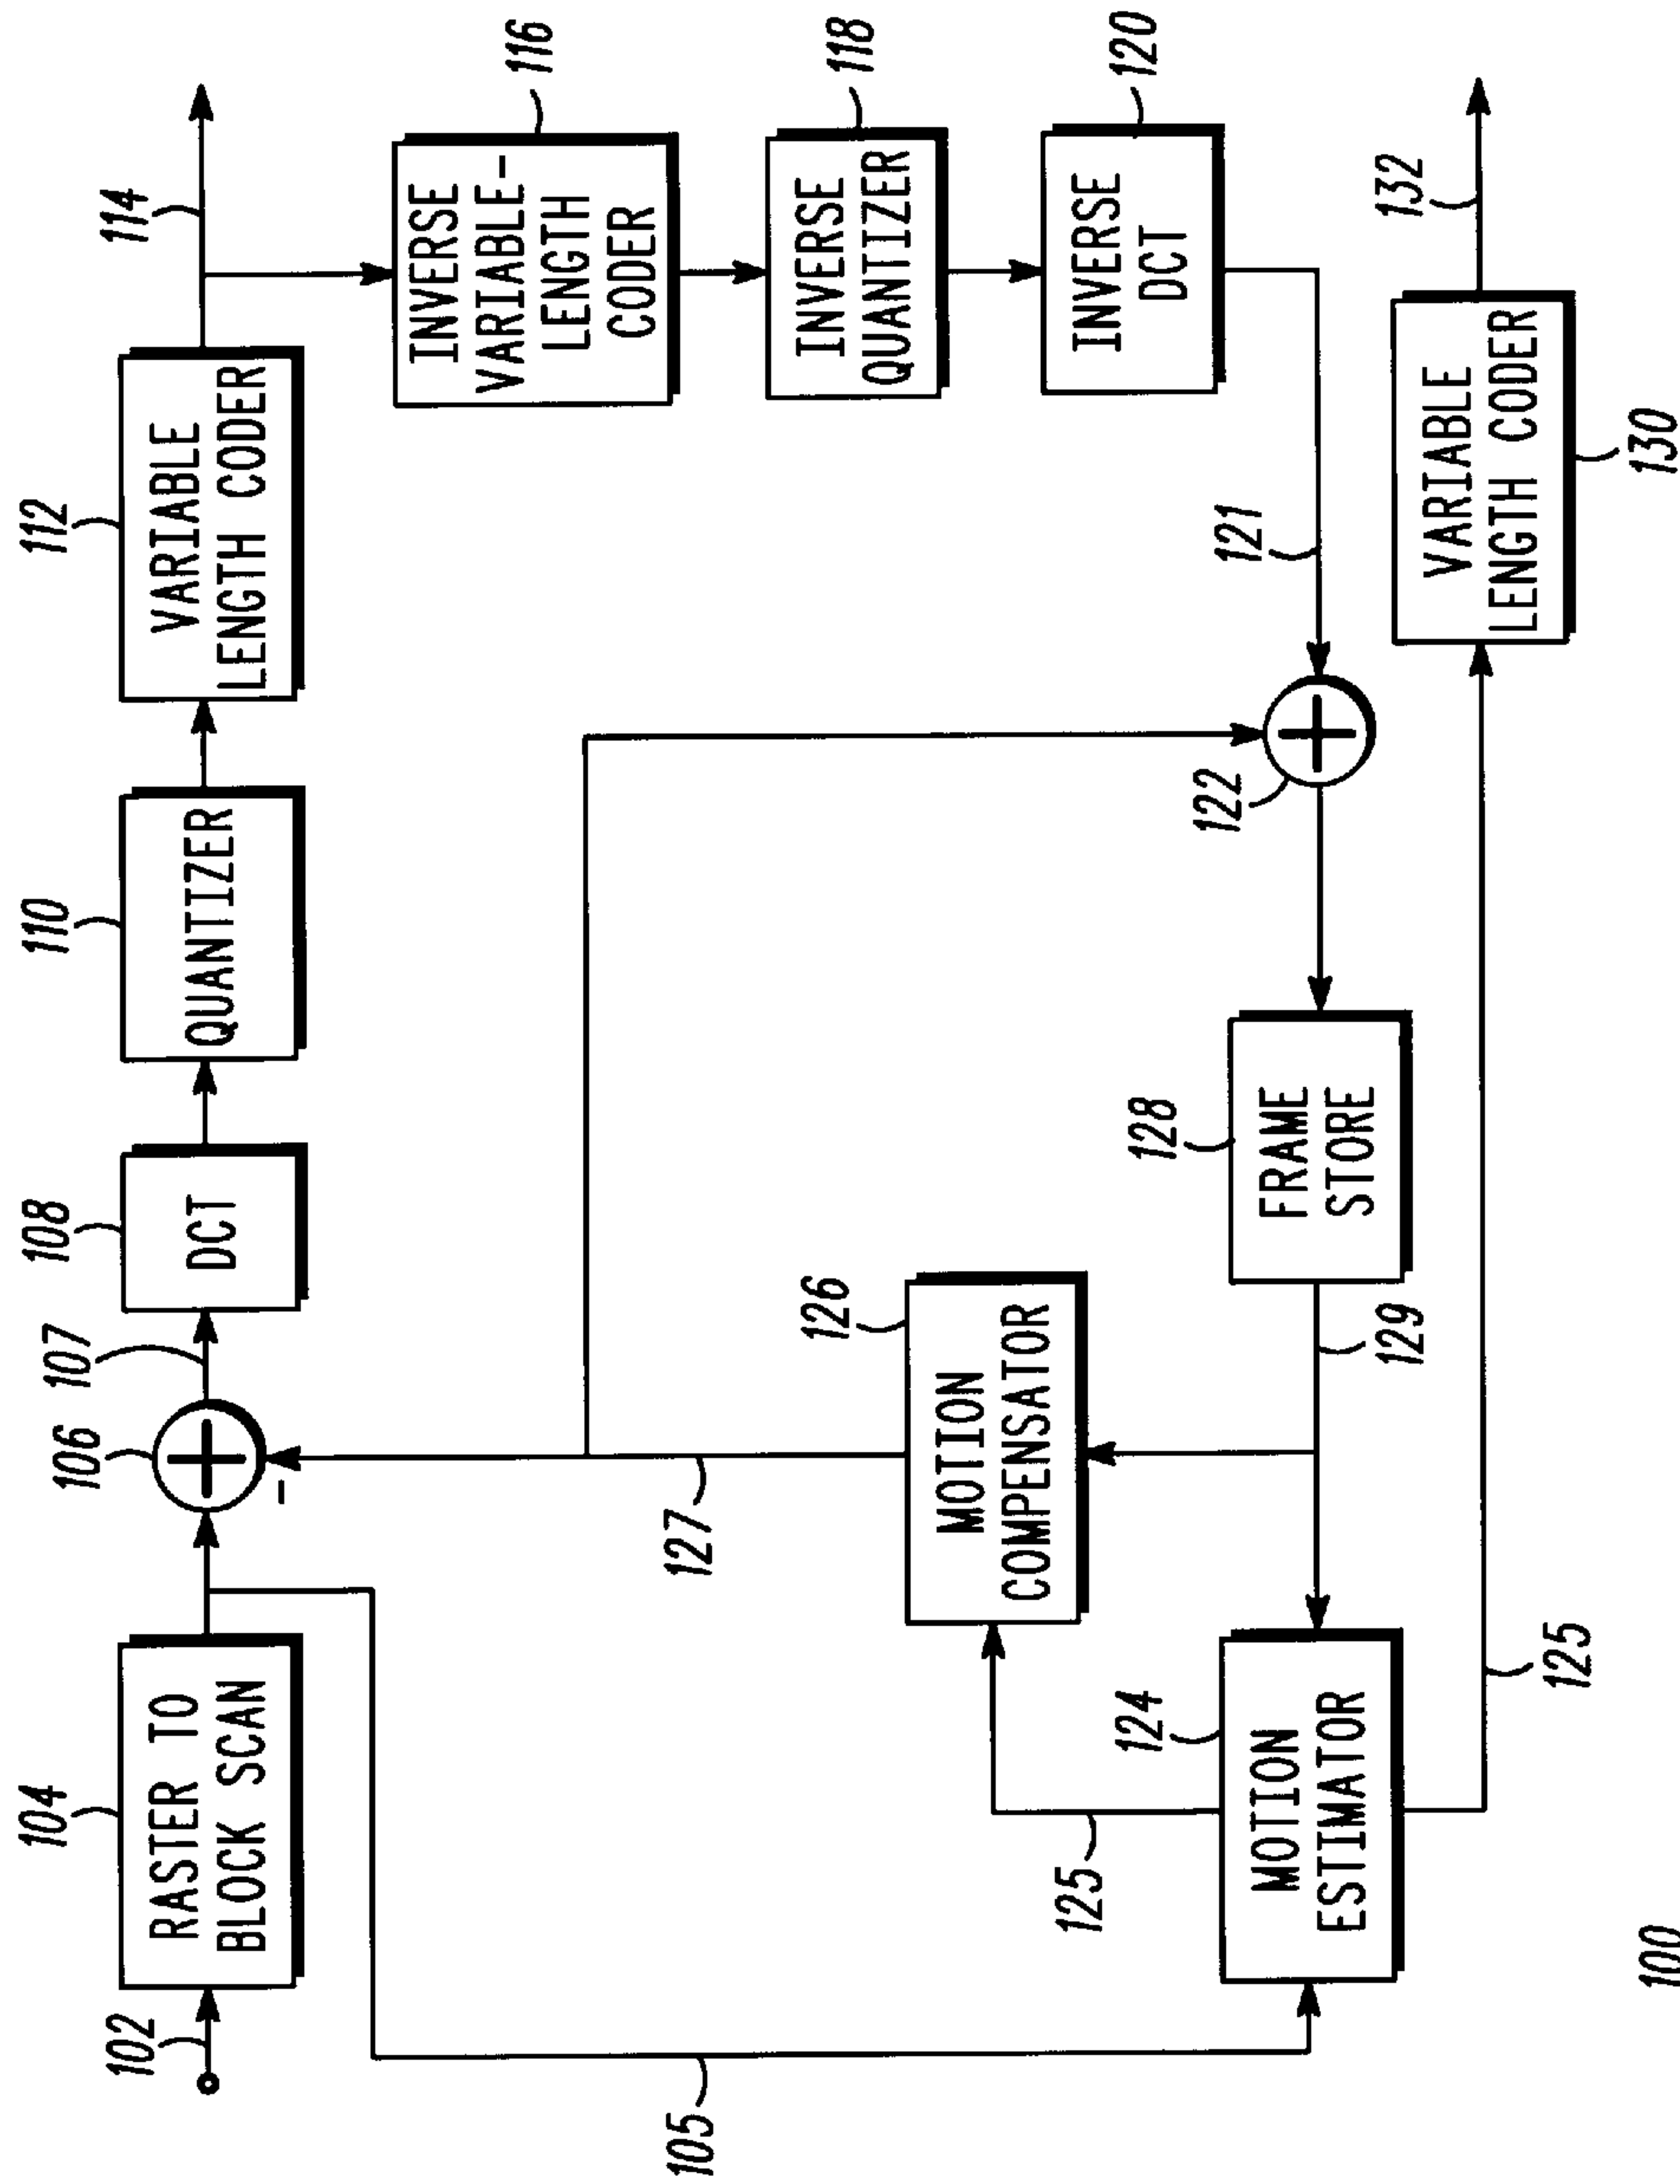 104
RASTER TO
BLOCK SCAN
102
106
107
-
108
DCT
110
QUANTIZER
112
VARIABLE
LENGTH CODER
114
116
INVERSE
VARIABLE-
LENGTH
CODER
118
INVERSE
QUANTIZER
120
INVERSE
DCT
121
122
127
126
MOTION
COMPENSATOR
128
FRAME
STORE
129
105
125
124
MOTION
ESTIMATOR
125
VARIABLE
LENGTH CODER
130
132
100